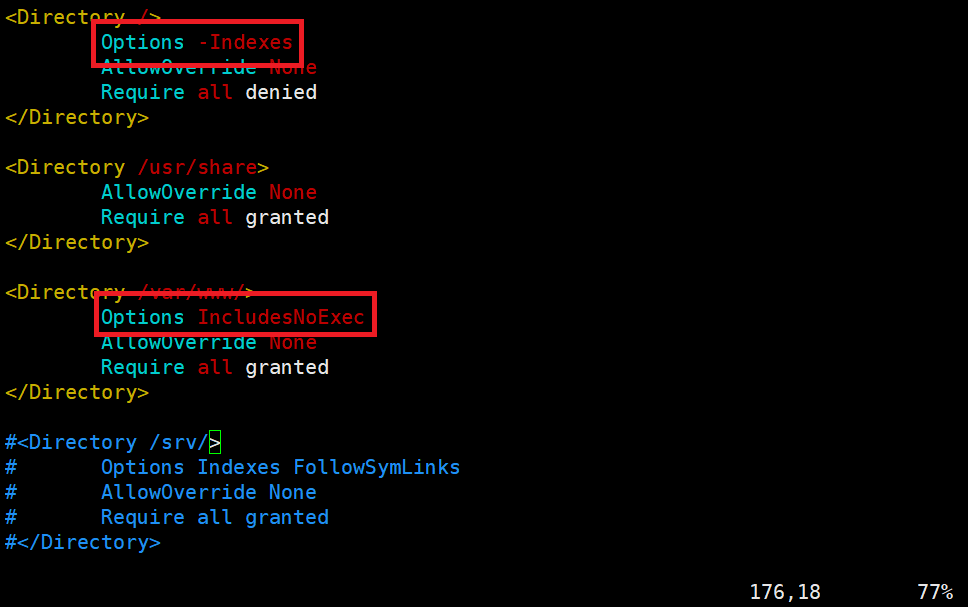 <Directory />
        Options -Indexes
        AllowOverride None
        Require all denied
</Directory>

<Directory /usr/share>
        AllowOverride None
        Require all granted
</Directory>

<Directory /var/www/>
        Options IncludesNoExec
        AllowOverride None
        Require all granted
</Directory>

#<Directory /srv/>
#       Options Indexes FollowSymLinks
#       AllowOverride None
#       Require all granted
#</Directory>

176,18        77%